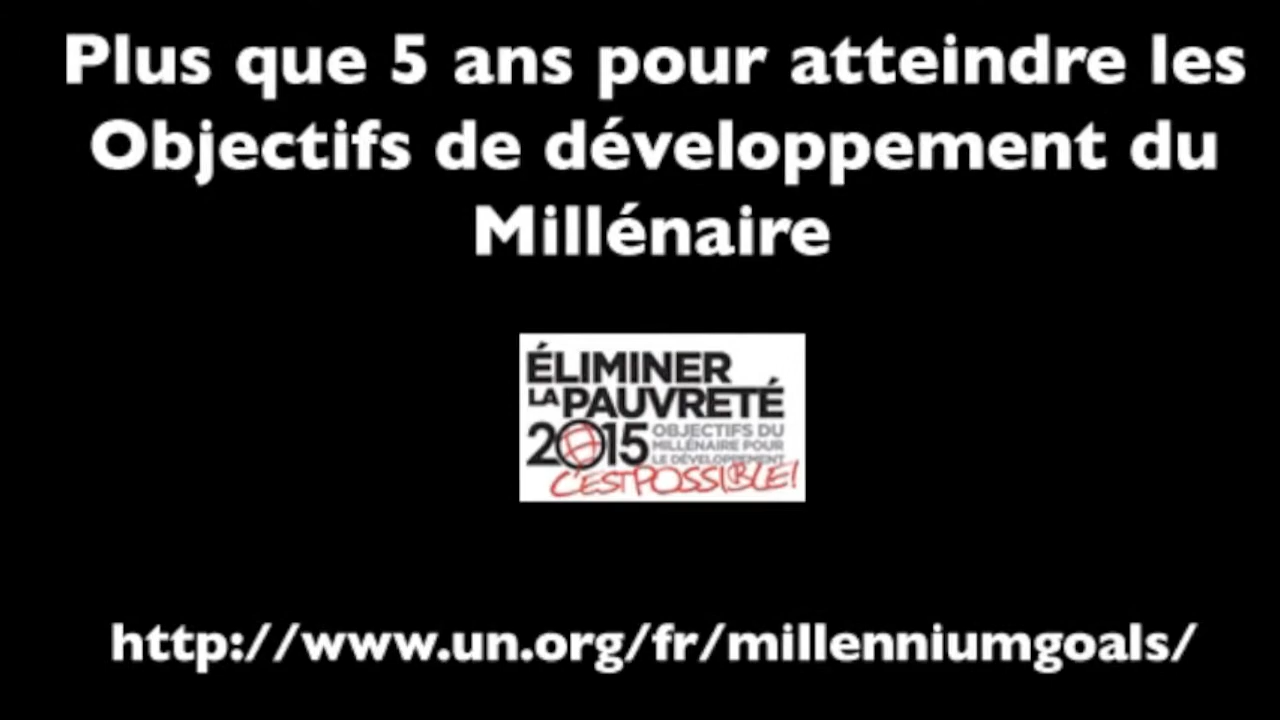 Plus que 5 ans pour atteindre les
Objectifs de développement du
Millénaire
ÉLIMINER
LA PAUVRETÉ
2015 OBJECTIFS DU
MILLÉNAIRE POUR
LE DÉVELOPPEMENT
C'EST POSSIBLE!
http://www.un.org/fr/millenniumgoals/